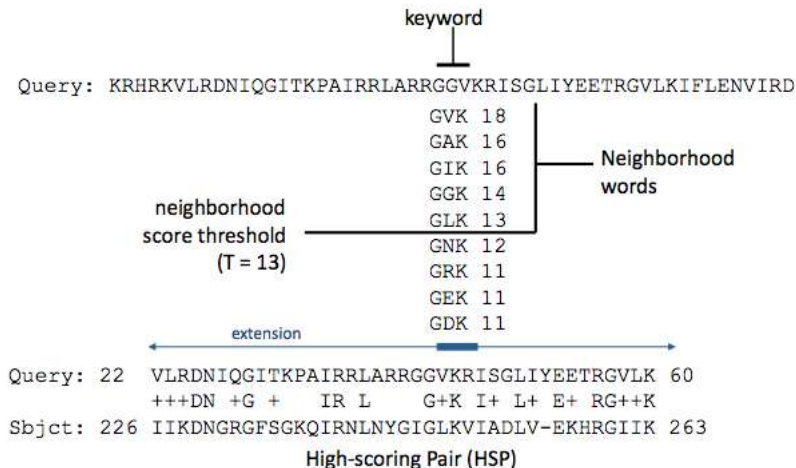 keyword
Query: KRHRKVLRDNIQGITKPAIRRLARRGGVKRISGLIYEETRGVLKIFLENVIRD
GVK 18
GAK 16
GIK 16
GGK 14
GLK 13
GNK 12
GRK 11
GEK 11
GDK 11
Neighborhood
words
neighborhood
score threshold
(T = 13)
extension
Query: 22 VLRDNIQGITKPAIRRLARRGGVKRISGLIYEETRGVLK 60
+++DN +G + IR L G+K I+ L+ E+ RG++K
Sbjct: 226 IIKDNGRGFSGKQIRNLNYGIGLKVIADLV-EKHRGIIK 263
High-scoring Pair (HSP)